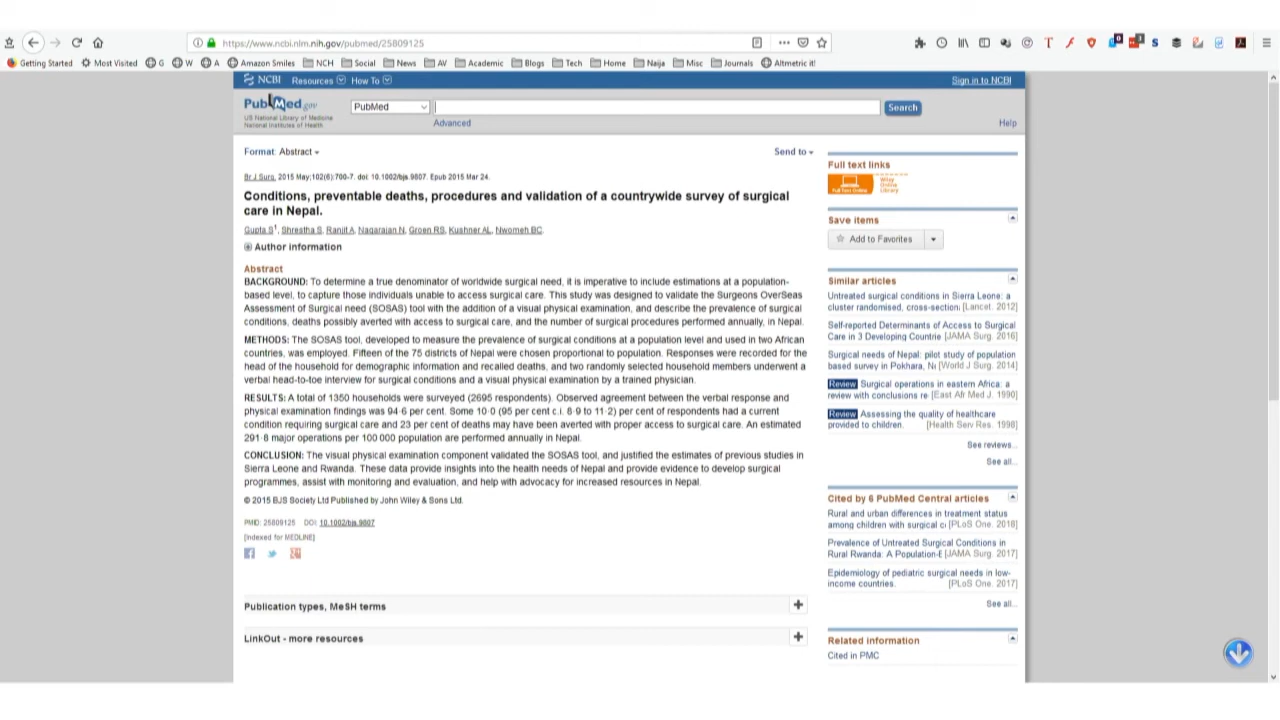 https://www.ncbi.nlm.nih.gov/pubmed/25809125
Getting Started Most Visited G W A Amazon Smiles NCH Social News AV Academic Blogs Tech Home Naija Misc Journals Altmetric it!
NCBI Resources How To Sign in to NCBI
PubMed.gov
US National Library of Medicine
National Institutes of Health
PubMed Search
Advanced Help
Format: Abstract Send to
Br J Surg. 2015 May;102(6):700-7. doi: 10.1002/bjs.9807. Epub 2015 Mar 24.
Conditions, preventable deaths, procedures and validation of a countrywide survey of surgical
care in Nepal.
Gupta S1, Shrestha S, Ranjit A, Nagarajan N, Groen RS, Kushner AL, Nwomeh BC.
Author information
Abstract
BACKGROUND: To determine a true denominator of worldwide surgical need, it is imperative to include estimations at a population-
based level, to capture those individuals unable to access surgical care. This study was designed to validate the Surgeons OverSeas
Assessment of Surgical need (SOSAS) tool with the addition of a visual physical examination, and describe the prevalence of surgical
conditions, deaths possibly averted with access to surgical care, and the number of surgical procedures performed annually, in Nepal.
METHODS: The SOSAS tool, developed to measure the prevalence of surgical conditions at a population level and used in two African
countries, was employed. Fifteen of the 75 districts of Nepal were chosen proportional to population. Responses were recorded for the
head of the household for demographic information and recalled deaths, and two randomly selected household members underwent a
verbal head-to-toe interview for surgical conditions and a visual physical examination by a trained physician.
RESULTS: A total of 1350 households were surveyed (2695 respondents). Observed agreement between the verbal response and
physical examination findings was 94·6 per cent. Some 10·0 (95 per cent c.i. 8·9 to 11·2) per cent of respondents had a current
condition requiring surgical care and 23 per cent of deaths may have been averted with proper access to surgical care. An estimated
291·8 major operations per 100 000 population are performed annually in Nepal.
CONCLUSION: The visual physical examination component validated the SOSAS tool, and justified the estimates of previous studies in
Sierra Leone and Rwanda. These data provide insights into the health needs of Nepal and provide evidence to develop surgical
programmes, assist with monitoring and evaluation, and help with advocacy for increased resources in Nepal.
© 2015 BJS Society Ltd Published by John Wiley & Sons Ltd.
PMID: 25809125 DOI: 10.1002/bjs.9807
[Indexed for MEDLINE]
Publication types, MeSH terms
LinkOut - more resources
Full text links
Full Text Online Wiley Online Library
Save items
Add to Favorites
Similar articles
Untreated surgical conditions in Sierra Leone: a
cluster randomised, cross-section: [Lancet. 2012]
Self-reported Determinants of Access to Surgical
Care in 3 Developing Countrie [JAMA Surg. 2016]
Surgical needs of Nepal: pilot study of population
based survey in Pokhara, Ne [World J Surg. 2014]
Review Surgical operations in eastern Africa: a
review with conclusions re [East Afr Med J. 1990]
Review Assessing the quality of healthcare
provided to children. [Health Serv Res. 1998]
See reviews...
See all...
Cited by 6 PubMed Central articles
Rural and urban differences in treatment status
among children with surgical c( [PLoS One. 2018]
Prevalence of Untreated Surgical Conditions in
Rural Rwanda: A Population-E [JAMA Surg. 2017]
Epidemiology of pediatric surgical needs in low-
income countries. [PLoS One. 2017]
See all...
Related information
Cited in PMC